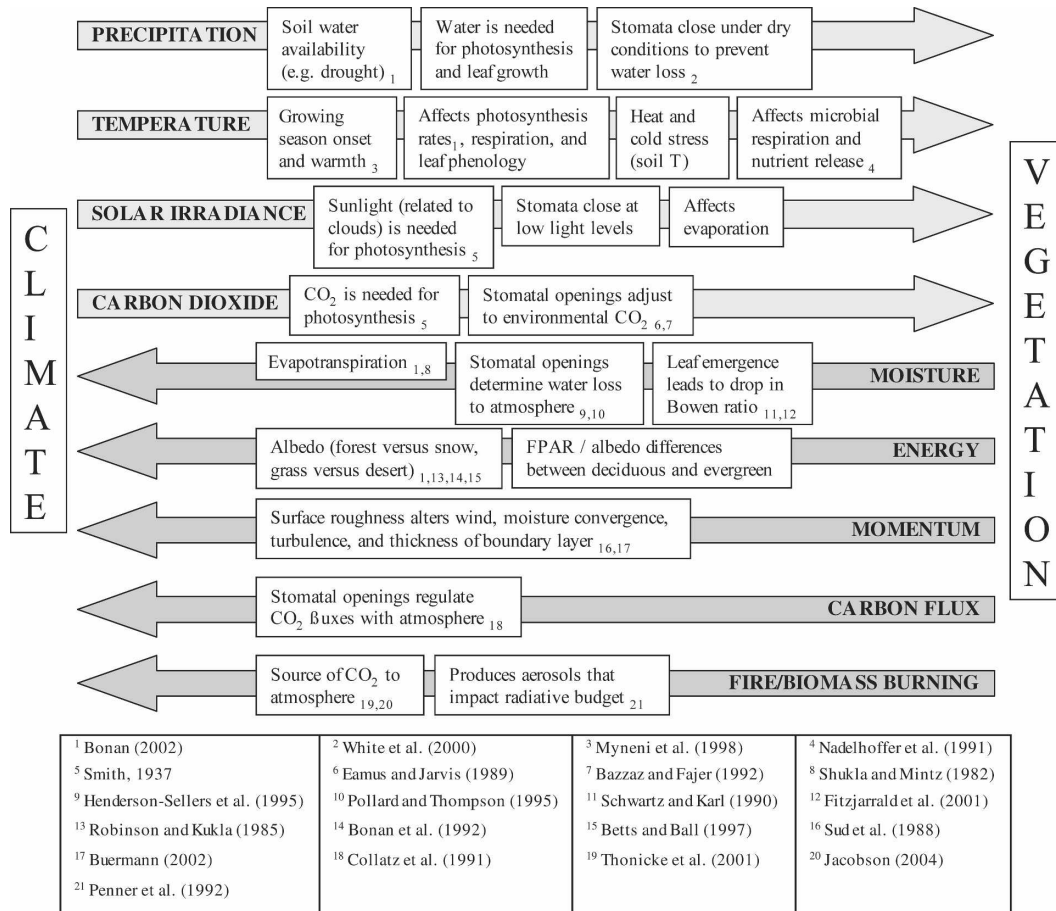 PRECIPITATION
Soil water
availability
(e.g. drought) 1
Water is needed
for photosynthesis
and leaf growth
Stomata close under dry
conditions to prevent
water loss 2
TEMPERATURE
Growing
season onset
and warmth 3
Affects photosynthesis
rates1, respiration, and
leaf phenology
Heat and
cold stress
(soil T)
Affects microbial
respiration and
nutrient release 4
SOLAR IRRADIANCE
Sunlight (related to
clouds) is needed
for photosynthesis 5
Stomata close at
low light levels
Affects
evaporation
CARBON DIOXIDE
CO2 is needed for
photosynthesis 5
Stomatal openings adjust
to environmental CO2 6,7
CLIMATE
VEGETATION
Evapotranspiration 1,8
Stomatal openings
determine water loss
to atmosphere 9,10
Leaf emergence
leads to drop in
Bowen ratio 11,12
MOISTURE
Albedo (forest versus snow,
grass versus desert) 1,13,14,15
FPAR / albedo differences
between deciduous and evergreen
ENERGY
Surface roughness alters wind, moisture convergence,
turbulence, and thickness of boundary layer 16,17
MOMENTUM
Stomatal openings regulate
CO2 ßuxes with atmosphere 18
CARBON FLUX
Source of CO2 to
atmosphere 19,20
Produces aerosols that
impact radiative budget 21
FIRE/BIOMASS BURNING
1 Bonan (2002)
2 White et al. (2000)
3 Myneni et al. (1998)
4 Nadelhoffer et al. (1991)
5 Smith, 1937
6 Eamus and Jarvis (1989)
7 Bazzaz and Fajer (1992)
8 Shukla and Mintz (1982)
9 Henderson-Sellers et al. (1995)
10 Pollard and Thompson (1995)
11 Schwartz and Karl (1990)
12 Fitzjarrald et al. (2001)
13 Robinson and Kukla (1985)
14 Bonan et al. (1992)
15 Betts and Ball (1997)
16 Sud et al. (1988)
17 Buermann (2002)
18 Collatz et al. (1991)
19 Thonicke et al. (2001)
20 Jacobson (2004)
21 Penner et al. (1992)